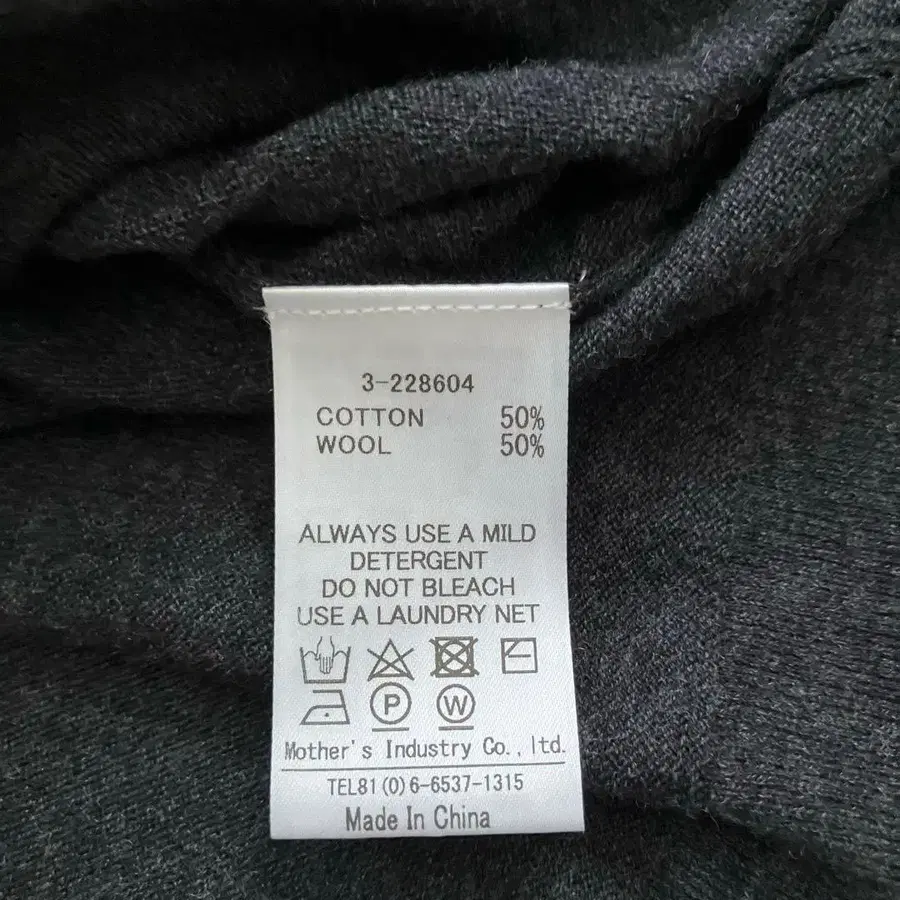 3-228604
COTTON 50%
WOOL 50%
ALWAYS USE A MILD
DETERGENT
DO NOT BLEACH
USE A LAUNDRY NET
P W
Mother's Industry Co., ltd.
TEL81(0)6-6537-1315
Made In China